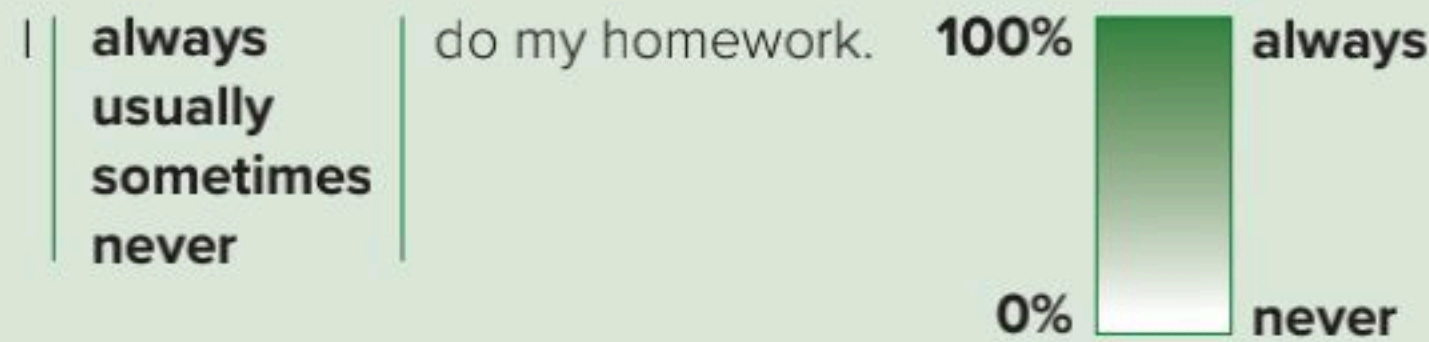 I always do my homework. 100% always
usually
sometimes
never
0% never